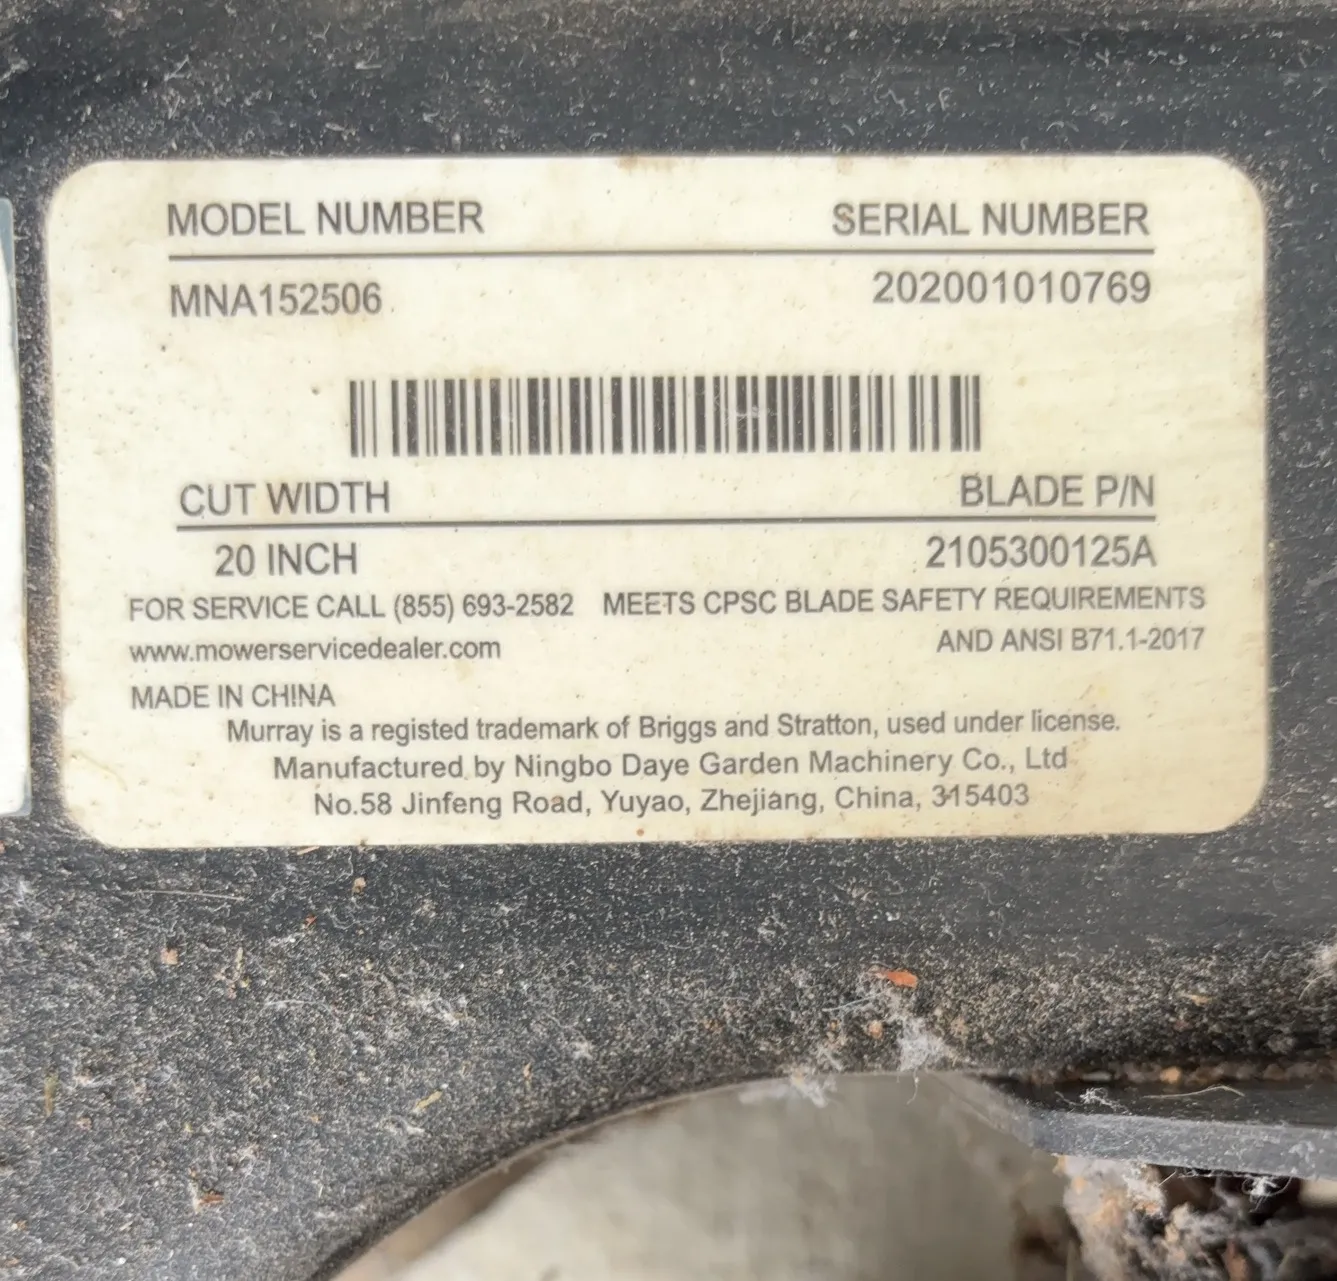 MODEL NUMBER SERIAL NUMBER
MNA152506 202001010769
CUT WIDTH BLADE P/N
20 INCH 2105300125A
FOR SERVICE CALL (855) 693-2582 MEETS CPSC BLADE SAFETY REQUIREMENTS
www.mowerservicedealer.com AND ANSI B71.1-2017
MADE IN CHINA
Murray is a registed trademark of Briggs and Stratton, used under license.
Manufactured by Ningbo Daye Garden Machinery Co., Ltd
No.58 Jinfeng Road, Yuyao, Zhejiang, China, 315403